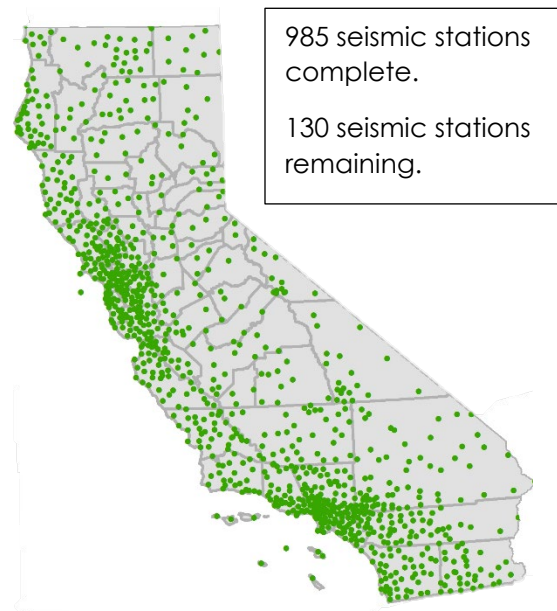 985 seismic stations
complete.
130 seismic stations
remaining.